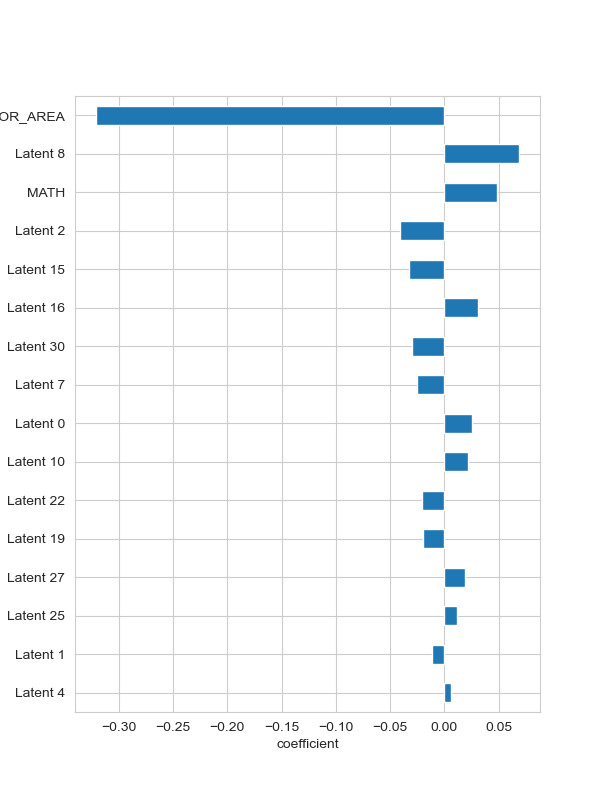 OR_AREA
Latent 8
MATH
Latent 2
Latent 15
Latent 16
Latent 30
Latent 7
Latent 0
Latent 10
Latent 22
Latent 19
Latent 27
Latent 25
Latent 1
Latent 4
−0.30 −0.25 −0.20 −0.15 −0.10 −0.05 0.00 0.05
coefficient